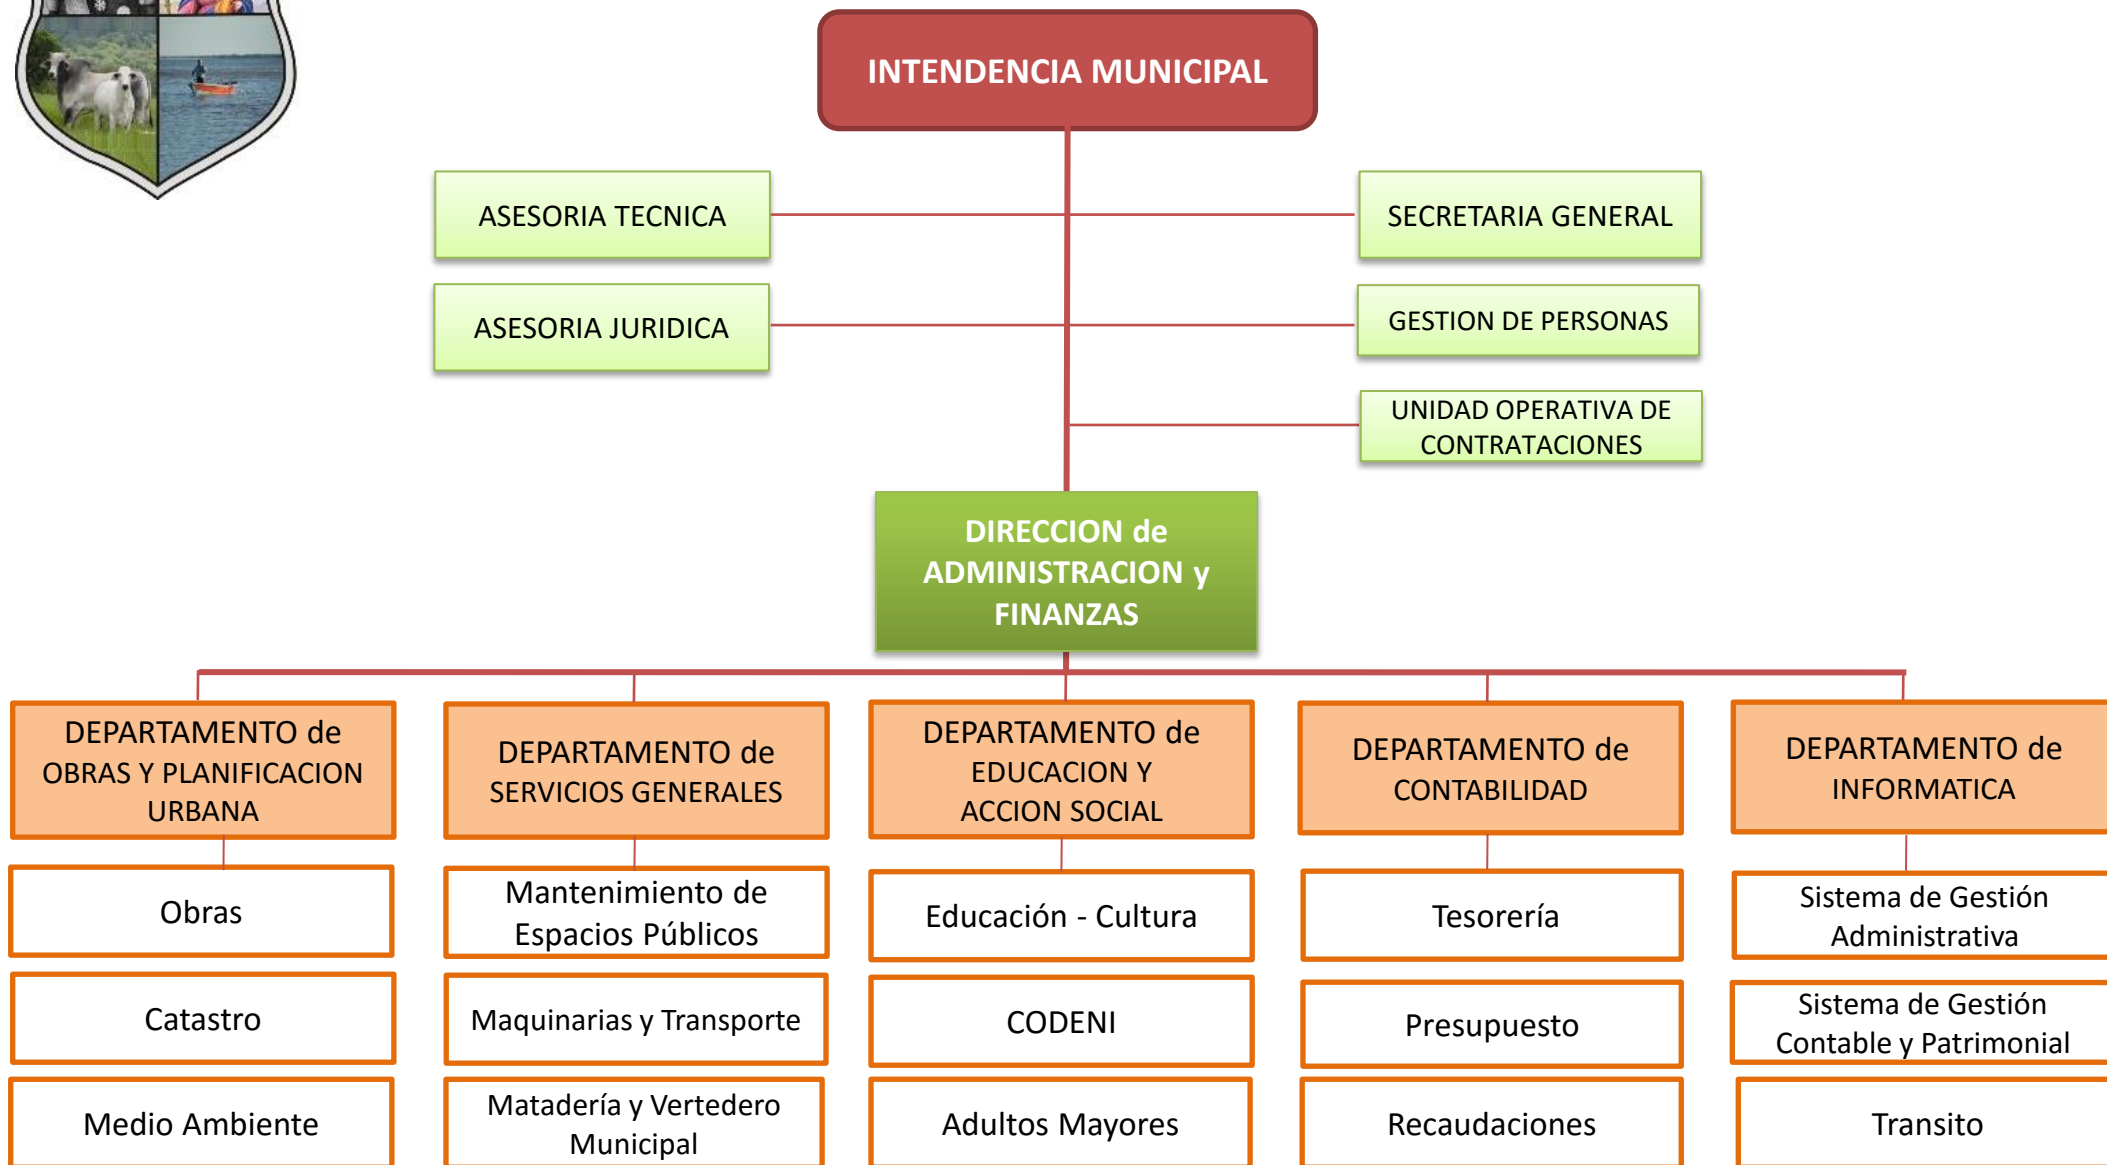 INTENDENCIA MUNICIPAL
ASESORIA TECNICA
SECRETARIA GENERAL
ASESORIA JURIDICA
GESTION DE PERSONAS
UNIDAD OPERATIVA DE
CONTRATACIONES
DIRECCION de
ADMINISTRACION y
FINANZAS
DEPARTAMENTO de
OBRAS Y PLANIFICACION
URBANA
DEPARTAMENTO de
SERVICIOS GENERALES
DEPARTAMENTO de
EDUCACION Y
ACCION SOCIAL
DEPARTAMENTO de
CONTABILIDAD
DEPARTAMENTO de
INFORMATICA
Obras
Mantenimiento de
Espacios Públicos
Educación - Cultura
Tesorería
Sistema de Gestión
Administrativa
Catastro
Maquinarias y Transporte
CODENI
Presupuesto
Sistema de Gestión
Contable y Patrimonial
Medio Ambiente
Matadería y Vertedero
Municipal
Adultos Mayores
Recaudaciones
Transito